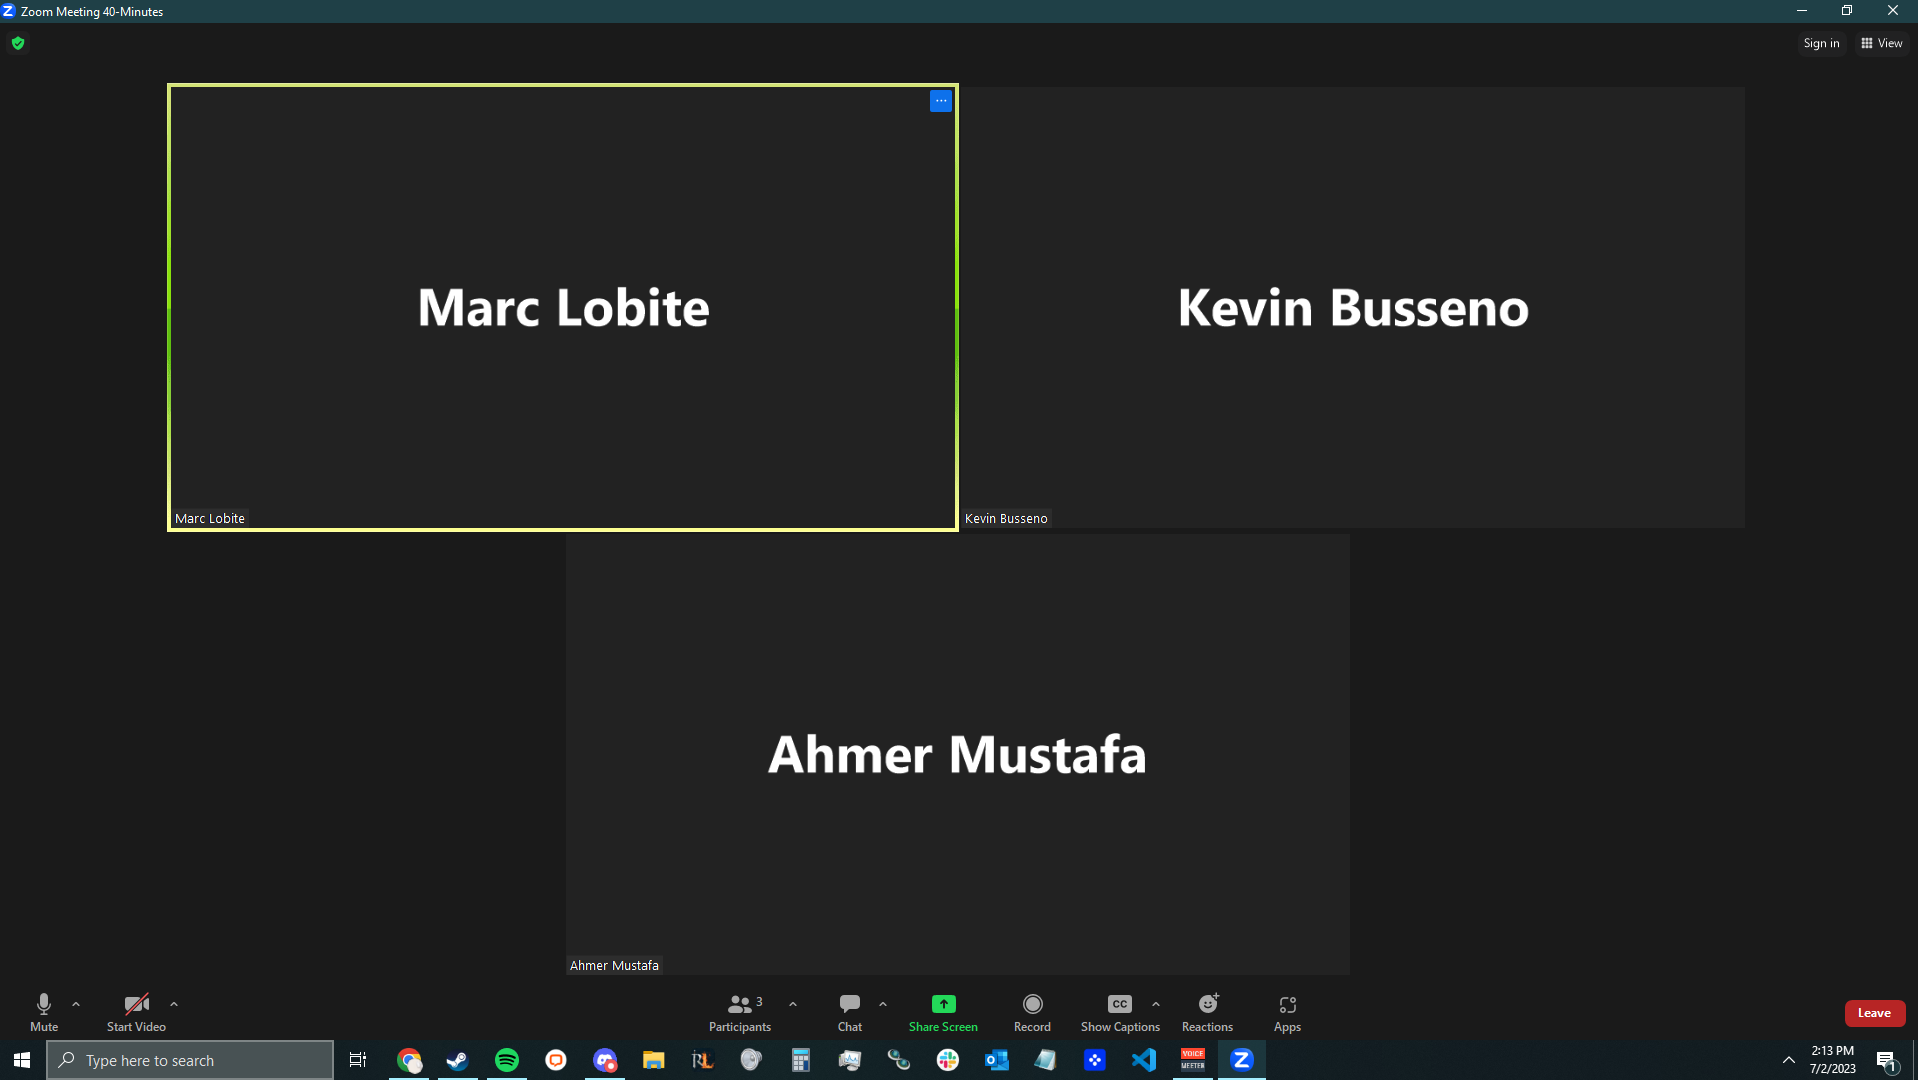 Zoom Meeting 40-Minutes
Sign in
View
Marc Lobite
Kevin Busseno
Marc Lobite
Kevin Busseno
Ahmer Mustafa
Ahmer Mustafa
3
CC
Mute
Start Video
Participants
Chat
Share Screen
Record
Show Captions
Reactions
Apps
Leave
Type here to search
RL
VOICE
MEETER
2:13 PM
7/2/2023
1